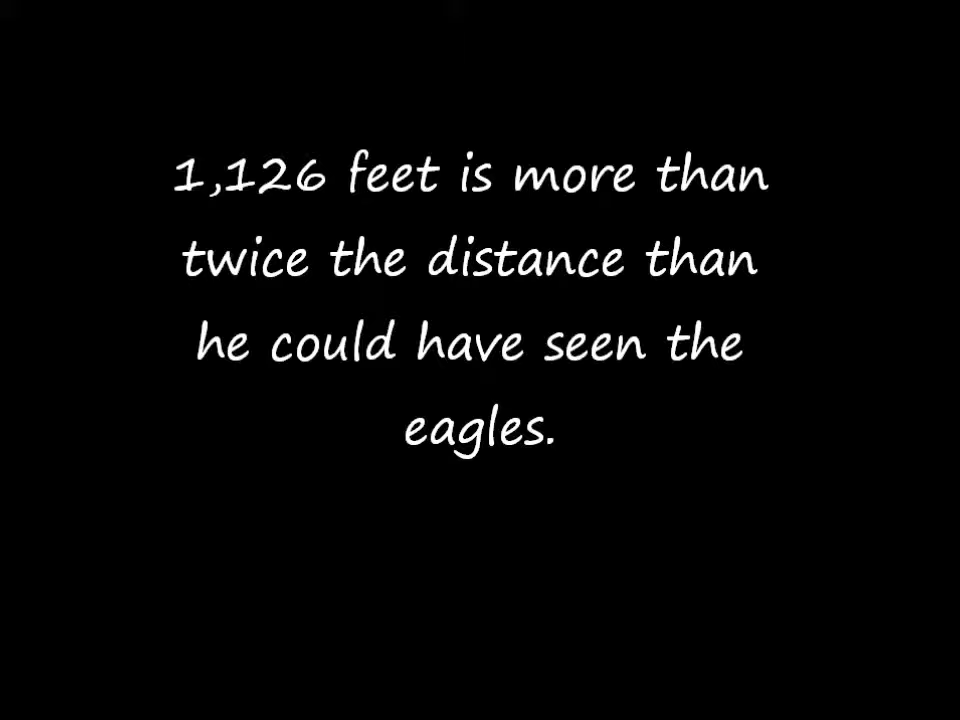 1,126 feet is more than
twice the distance than
he could have seen the
eagles.